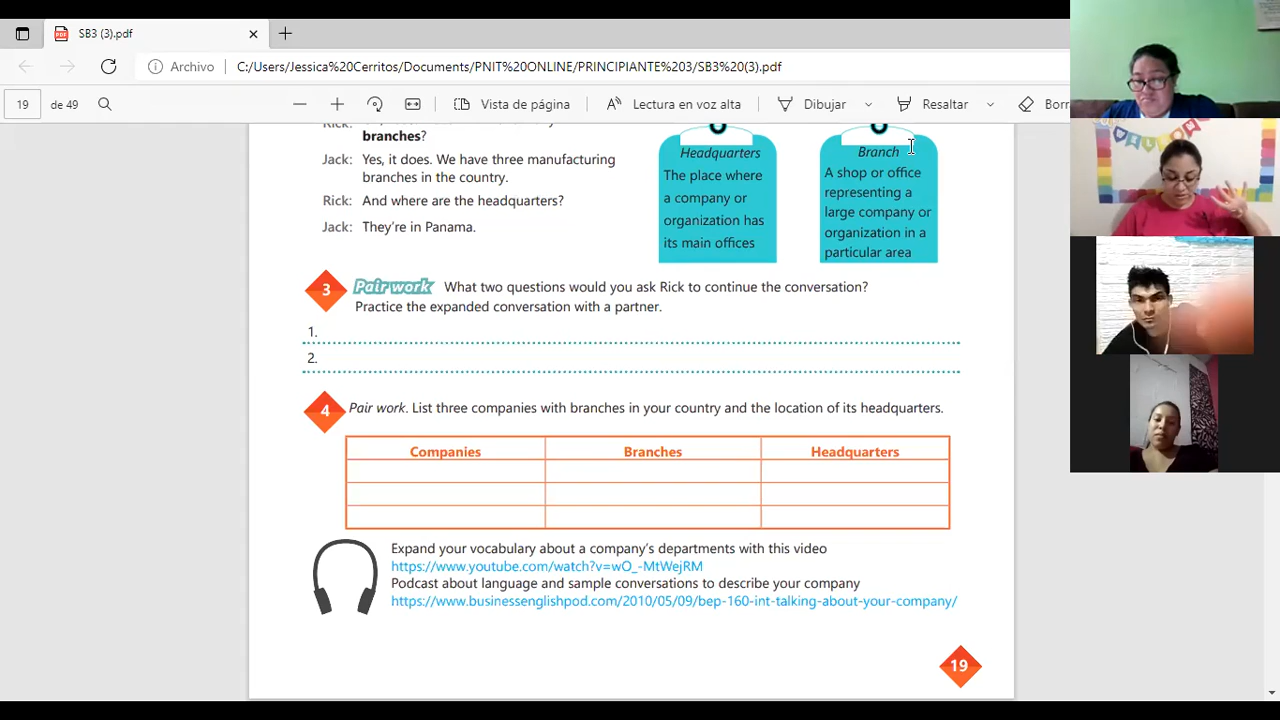 SB3 (3).pdf
Archivo
C:/Users/Jessica%20Cerritos/Documents/PNIT%20ONLINE/PRINCIPIANTE%203/SB3%20(3).pdf
19 de 49
Vista de página
Lectura en voz alta
Dibujar
Resaltar
Borr
Rick:
branches?
Jack: Yes, it does. We have three manufacturing
branches in the country.
Rick: And where are the headquarters?
Jack: They're in Panama.
Headquarters
The place where
a company or
organization has
its main offices
Branch
A shop or office
representing a
large company or
organization in a
particular area
3 Pair work What two questions would you ask Rick to continue the conversation?
Practice the expanded conversation with a partner.
1.
2.
4 Pair work. List three companies with branches in your country and the location of its headquarters.
Companies Branches Headquarters
Expand your vocabulary about a company's departments with this video
https://www.youtube.com/watch?v=wO_-MtWejRM
Podcast about language and sample conversations to describe your company
https://www.businessenglishpod.com/2010/05/09/bep-160-int-talking-about-your-company/
19